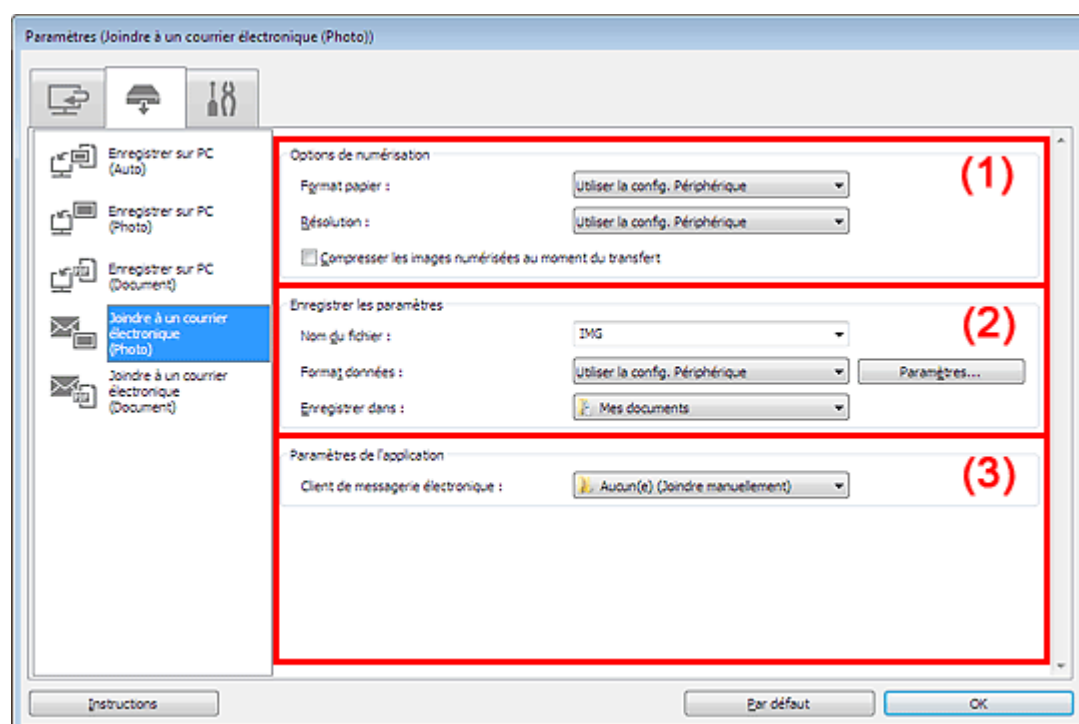 Paramètres (Joindre à un courrier électronique (Photo))
Enregistrer sur PC
(Auto)
Enregistrer sur PC
(Photo)
Enregistrer sur PC
(Document)
Joindre à un courrier
électronique
(Photo)
Joindre à un courrier
électronique
(Document)
Options de numérisation
(1)
Format papier :
Utiliser la config. Périphérique
Résolution :
Utiliser la config. Périphérique
Compresser les images numérisées au moment du transfert
Enregistrer les paramètres
(2)
Nom du fichier :
IMG
Format données :
Utiliser la config. Périphérique
Paramètres...
Enregistrer dans :
Mes documents
Paramètres de l'application
(3)
Client de messagerie électronique :
Aucun(e) (Joindre manuellement)
Instructions
Par défaut
OK